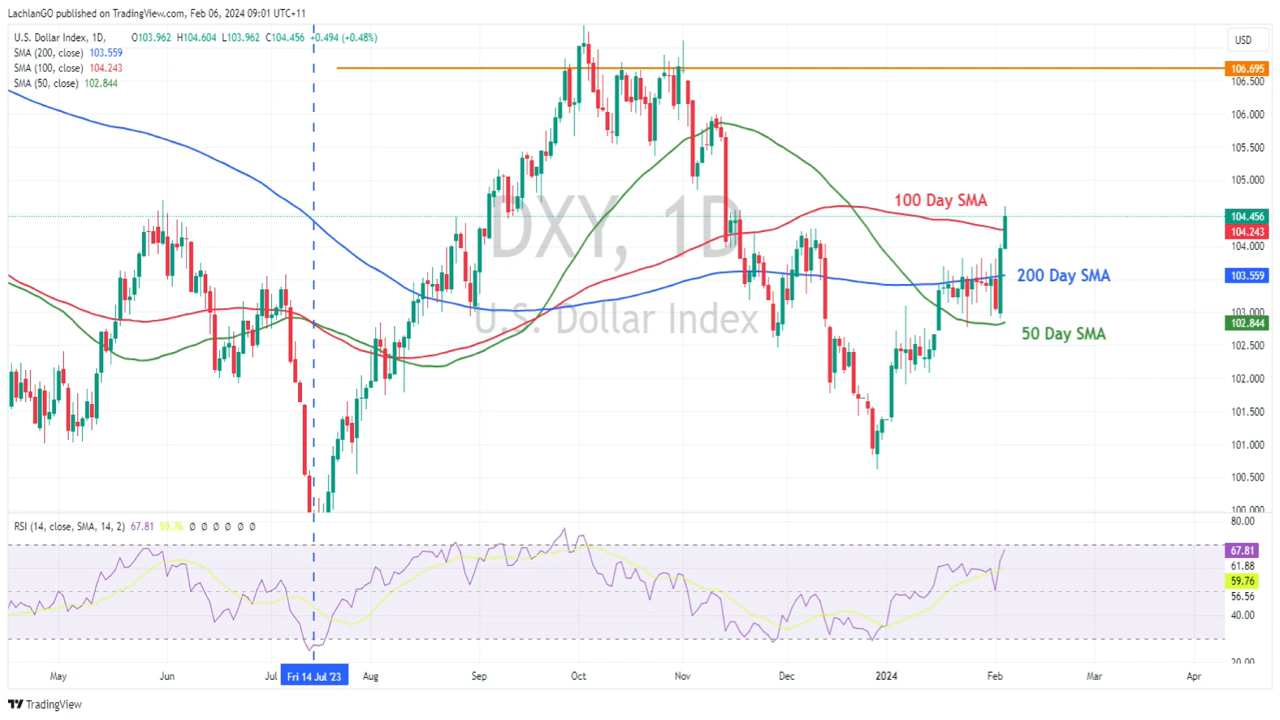 LachlanGO published on TradingView.com, Feb 06, 2024 09:01 UTC+11
U.S. Dollar Index, 1D, O103.962 H104.604 L103.962 C104.456 +0.494 (+0.48%)
SMA (200, close) 103.559
SMA (100, close) 104.243
SMA (50, close) 102.844
USD
106.695
106.500
106.000
105.500
105.000
100 Day SMA
104.456
104.243
104.000
DXY, 1D
200 Day SMA
103.559
U.S. Dollar Index
103.000
102.844
50 Day SMA
102.500
102.000
101.500
101.000
100.500
100.000
RSI (14, close, SMA, 14, 2) 67.81 59.76 Ø Ø Ø Ø Ø Ø
80.00
67.81
61.88
59.76
56.56
40.00
20.00
May Jun Jul Fri 14 Jul '23 Aug Sep Oct Nov Dec 2024 Feb Mar Apr
TradingView